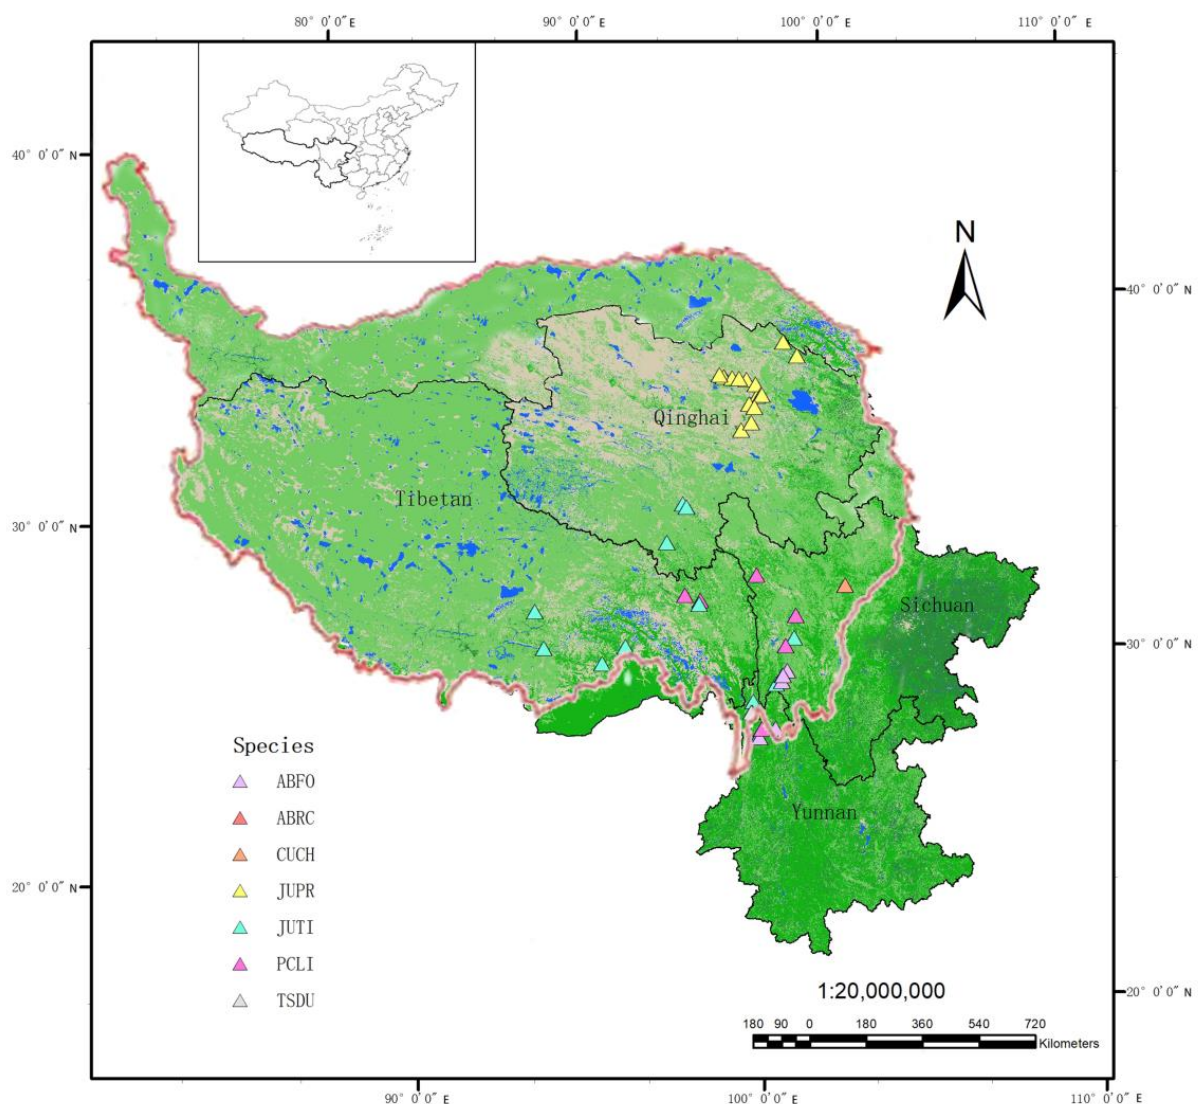 80° 0′0″E 90° 0′0″E 100° 0′0″E 110° 0′0″E
40° 0′0″N
N
40° 0′0″N
Qinghai
Tibetan
30° 0′0″N
Sichuan
30° 0′0″N
Species
ABFO
ABRC
CUCH
JUPR
JUTI
PCLI
TSDU
Yunnan
20° 0′0″N
1:20,000,000
20° 0′0″N
180 90 0 180 360 540 720
Kilometers
90° 0′0″E 100° 0′0″E 110° 0′0″E